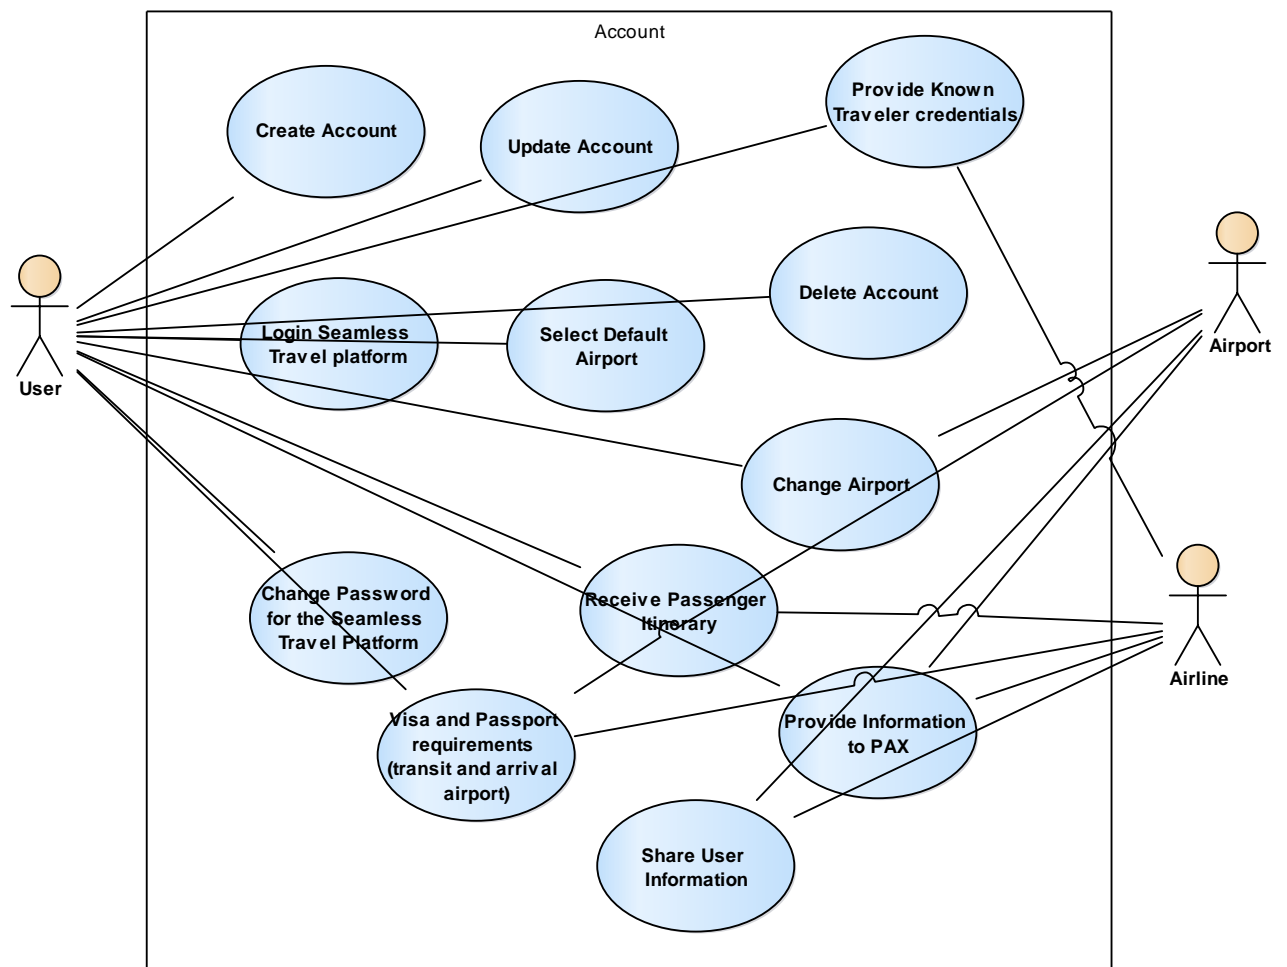 Account
Provide Known
Traveler credentials
Create Account
Update Account
Delete Account
Login Seamless
Travel platform
Select Default
Airport
Airport
User
Change Airport
Change Password
for the Seamless
Travel Platform
Receive Passenger
Itinerary
Airline
Visa and Passport
requirements
(transit and arrival
airport)
Provide Information
to PAX
Share User
Information